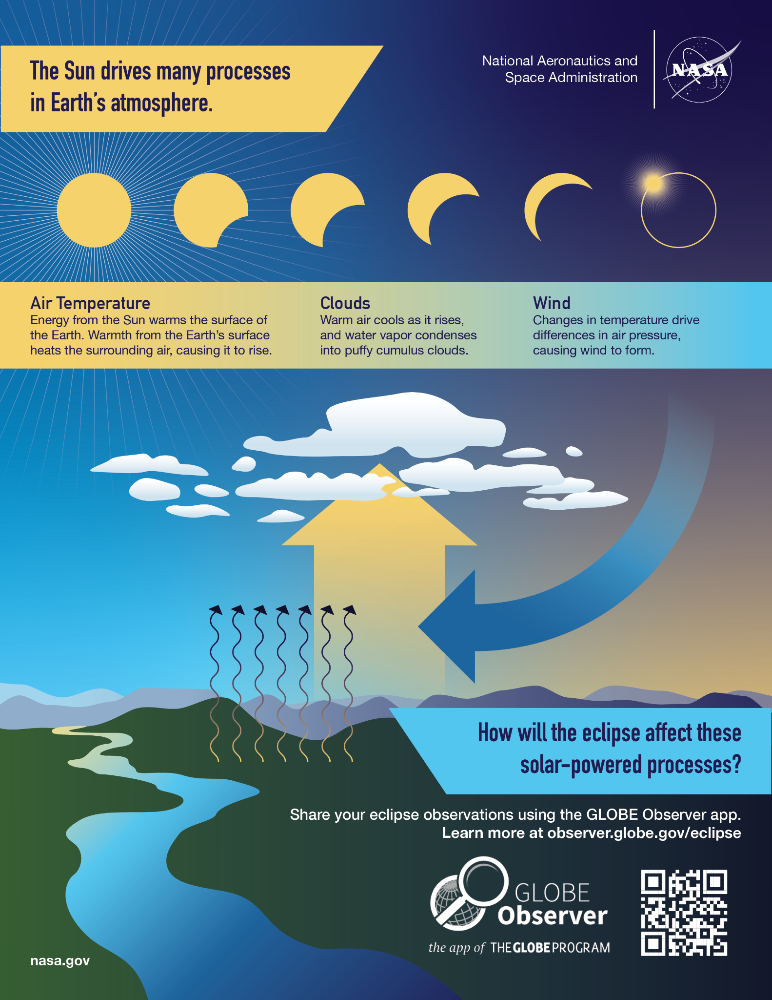 The Sun drives many processes
in Earth's atmosphere.
National Aeronautics and
Space Administration
NASA
Air Temperature
Energy from the Sun warms the surface of
the Earth. Warmth from the Earth's surface
heats the surrounding air, causing it to rise.
Clouds
Warm air cools as it rises,
and water vapor condenses
into puffy cumulus clouds.
Wind
Changes in temperature drive
differences in air pressure,
causing wind to form.
How will the eclipse affect these
solar-powered processes?
Share your eclipse observations using the GLOBE Observer app.
Learn more at observer.globe.gov/eclipse
GLOBE
Observer
the app of THE GLOBE PROGRAM
nasa.gov